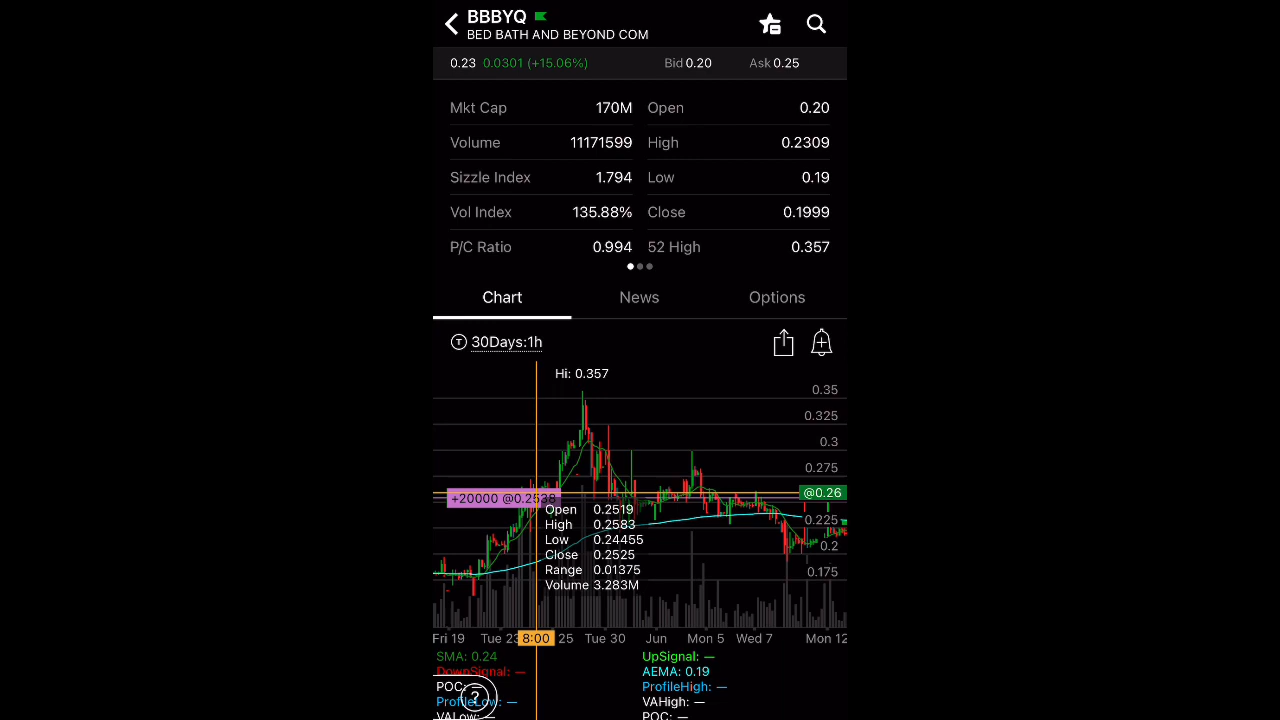 BBBYQ
BED BATH AND BEYOND COM
0.23 0.0301 (+15.06%) Bid 0.20 Ask 0.25
Mkt Cap 170M Open 0.20
Volume 11171599 High 0.2309
Sizzle Index 1.794 Low 0.19
Vol Index 135.88% Close 0.1999
P/C Ratio 0.994 52 High 0.357
Chart News Options
T 30Days:1h
Hi: 0.357
0.35
0.325
0.3
0.275
@0.26
+20000 @0.2538
Open 0.2519
High 0.2583
0.225
Low 0.24455
0.2
Close 0.2525
Range 0.01375
0.175
Volume 3.283M
Fri 19 Tue 23 8:00 25 Tue 30 Jun Mon 5 Wed 7 Mon 12
SMA: 0.24 UpSignal: —
DownSignal: — AEMA: 0.19
POC: — ProfileHigh: —
ProfileLow: — VAHigh: —
VALow: — POC: —
?